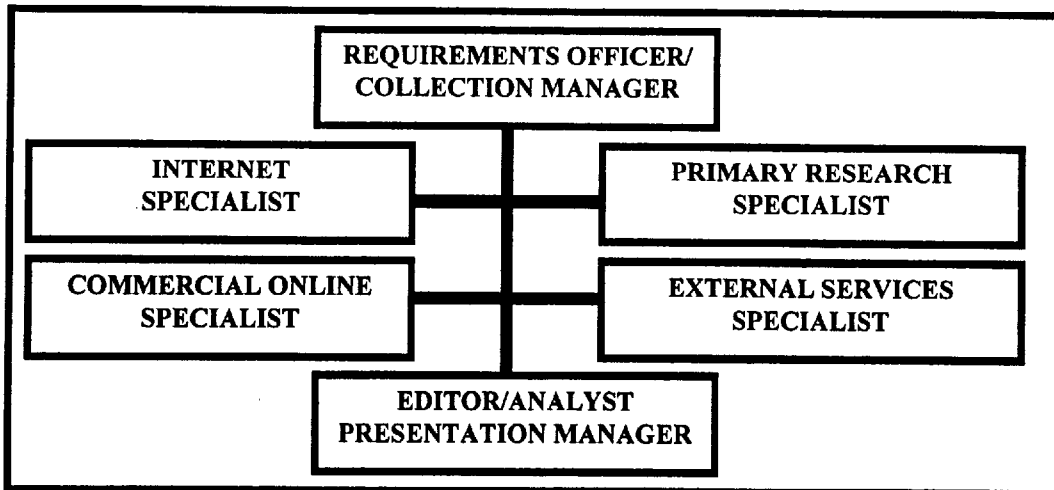 REQUIREMENTS OFFICER/
COLLECTION MANAGER
INTERNET
SPECIALIST
PRIMARY RESEARCH
SPECIALIST
COMMERCIAL ONLINE
SPECIALIST
EXTERNAL SERVICES
SPECIALIST
EDITOR/ANALYST
PRESENTATION MANAGER